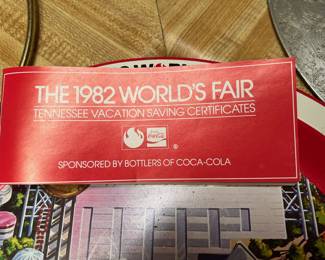 THE 1982 WORLD'S FAIR
TENNESSEE VACATION SAVING CERTIFICATES
Coca-Cola
®
SPONSORED BY BOTTLERS OF COCA-COLA